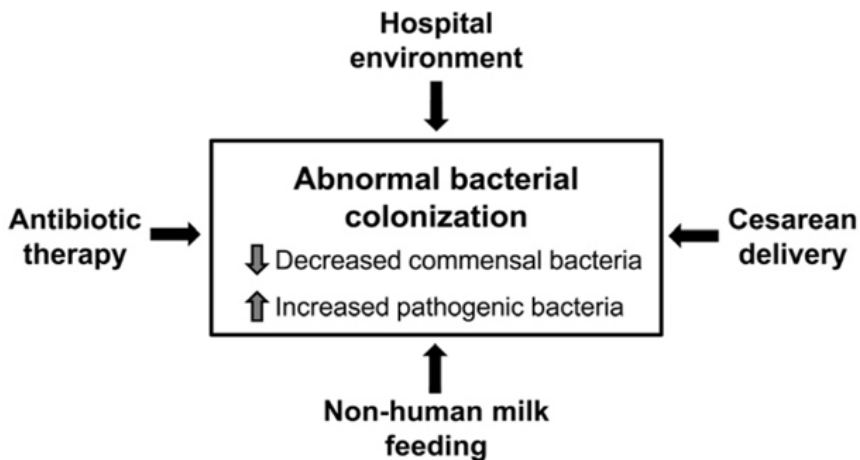 Hospital
environment
Abnormal bacterial
colonization
Decreased commensal bacteria
Increased pathogenic bacteria
Antibiotic
therapy
Cesarean
delivery
Non-human milk
feeding